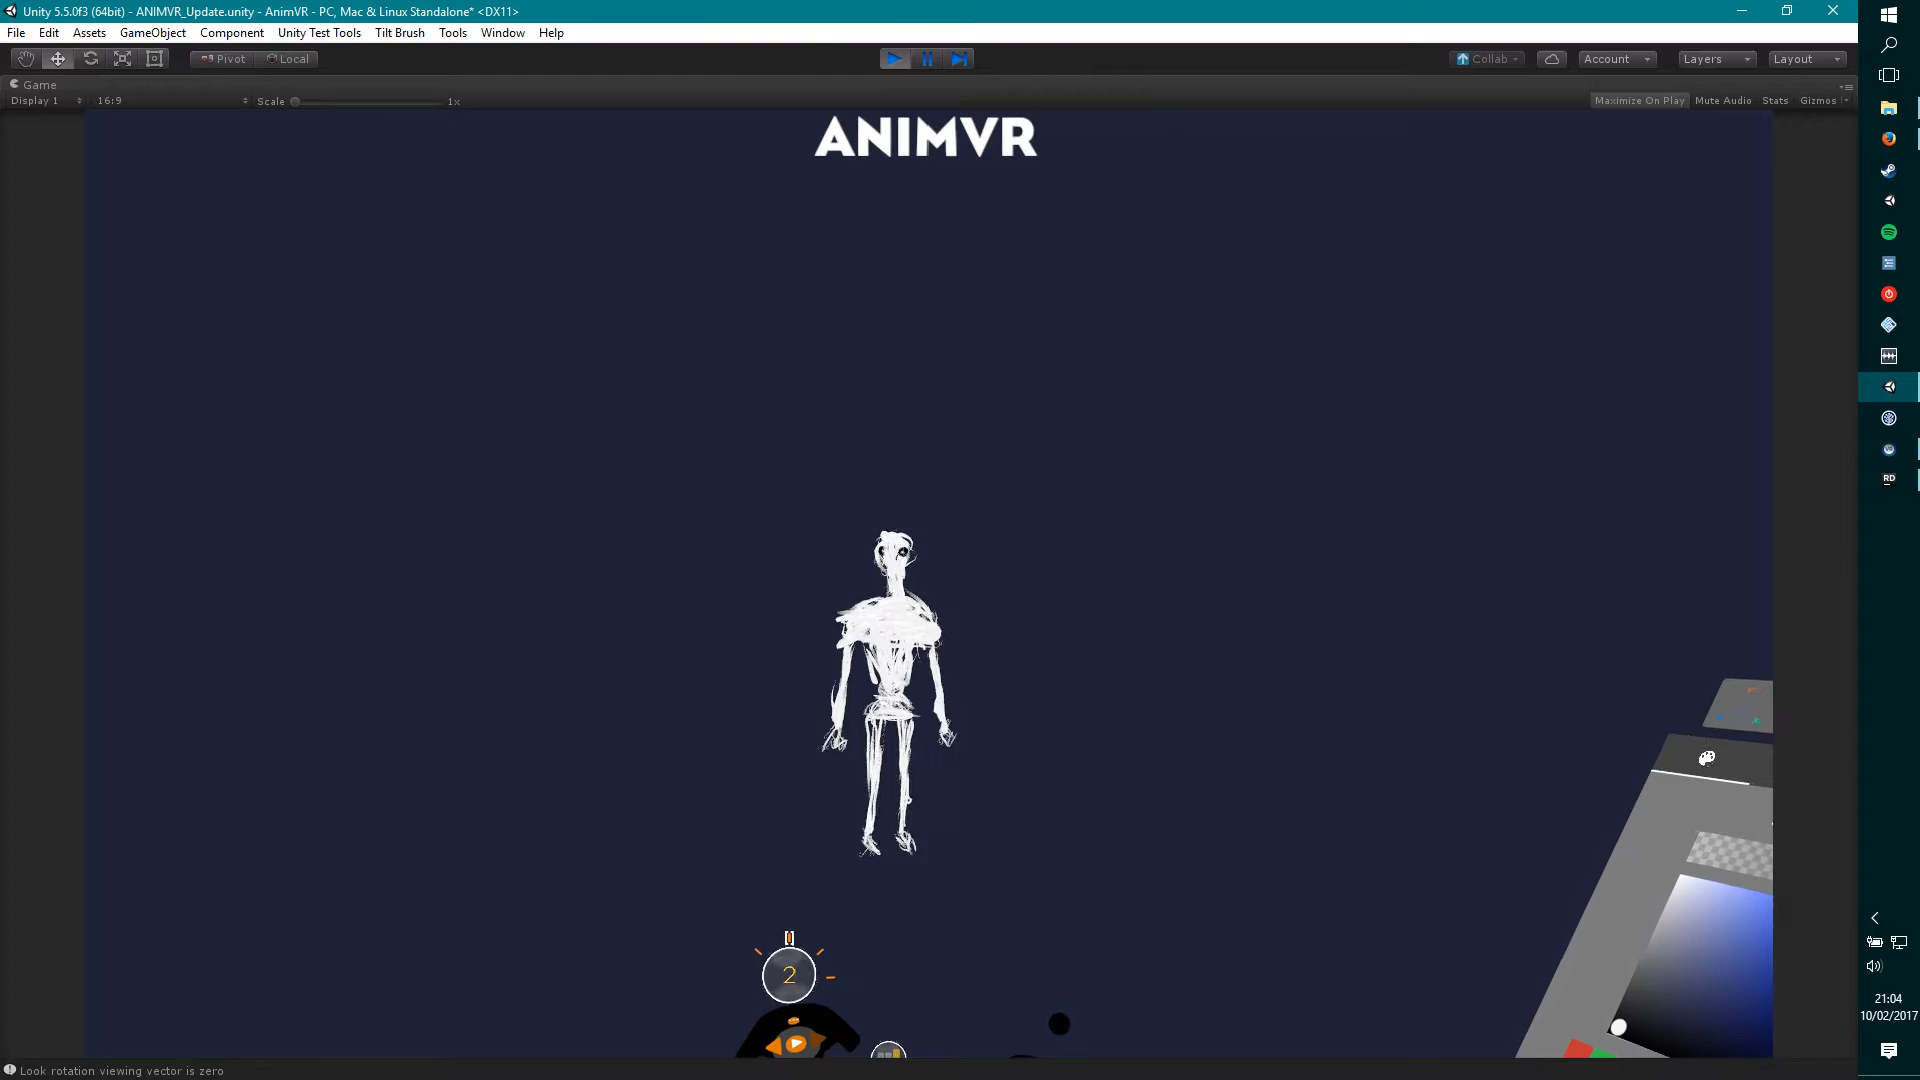 Unity 5.5.0f3 (64bit) - ANIMVR_Update.unity - AnimVR - PC, Mac & Linux Standalone* <DX11>
File Edit Assets GameObject Component Unity Test Tools Tilt Brush Tools Window Help
Pivot Local Collab Account Layers Layout
Game
Display 1 16:9 Scale 1x Maximize On Play Mute Audio Stats Gizmos
ANIMVR
RD
2
21:04
10/02/2017
Look rotation viewing vector is zero